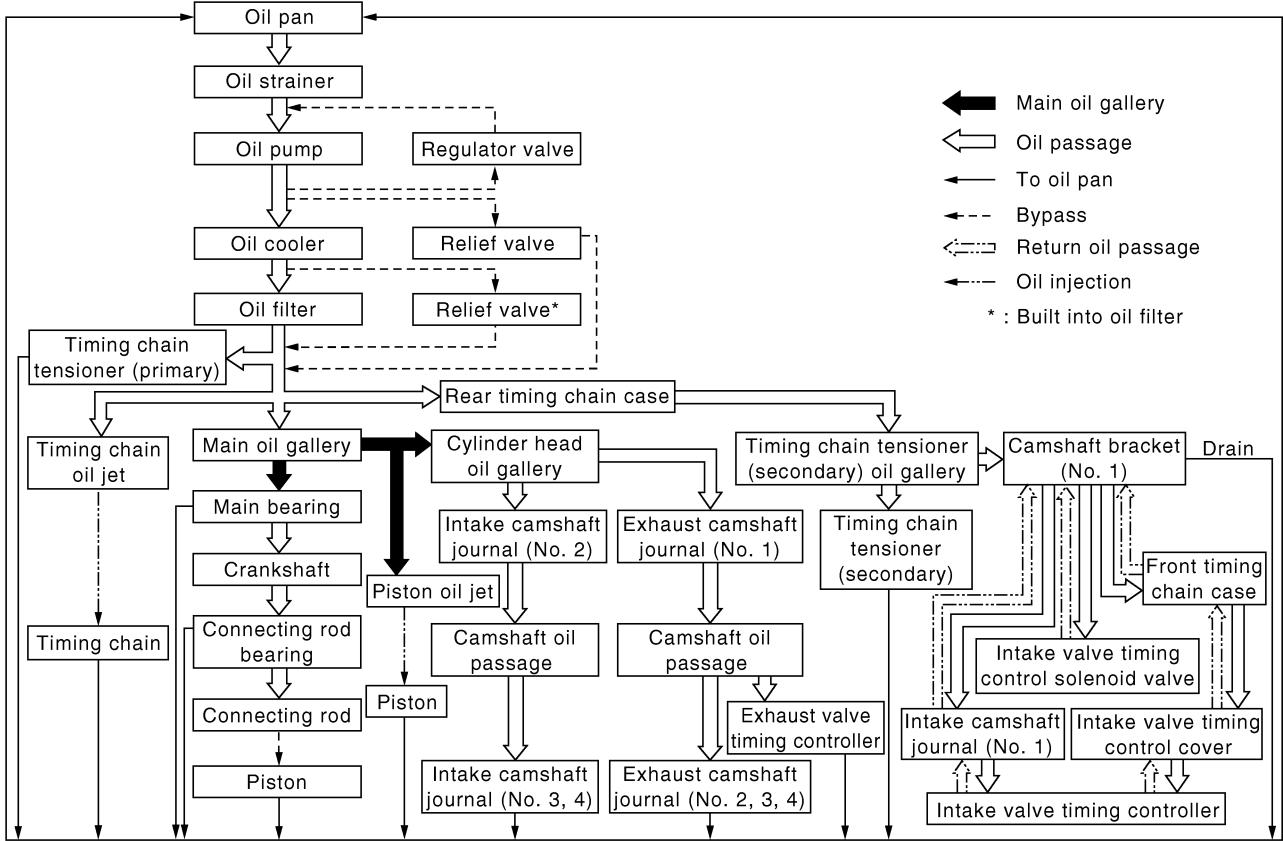 Oil pan
Oil strainer
Oil pump
Regulator valve
Oil cooler
Relief valve
Oil filter
Relief valve*
Main oil gallery
Oil passage
To oil pan
Bypass
Return oil passage
Oil injection
* : Built into oil filter
Timing chain
tensioner (primary)
Rear timing chain case
Timing chain
oil jet
Main oil gallery
Cylinder head
oil gallery
Timing chain tensioner
(secondary) oil gallery
Camshaft bracket
(No. 1)
Drain
Main bearing
Intake camshaft
journal (No. 2)
Exhaust camshaft
journal (No. 1)
Timing chain
tensioner
(secondary)
Crankshaft
Piston oil jet
Front timing
chain case
Timing chain
Connecting rod
bearing
Camshaft oil
passage
Camshaft oil
passage
Intake valve timing
control solenoid valve
Connecting rod
Piston
Exhaust valve
timing controller
Intake camshaft
journal (No. 1)
Intake valve timing
control cover
Piston
Intake camshaft
journal (No. 3, 4)
Exhaust camshaft
journal (No. 2, 3, 4)
Intake valve timing controller